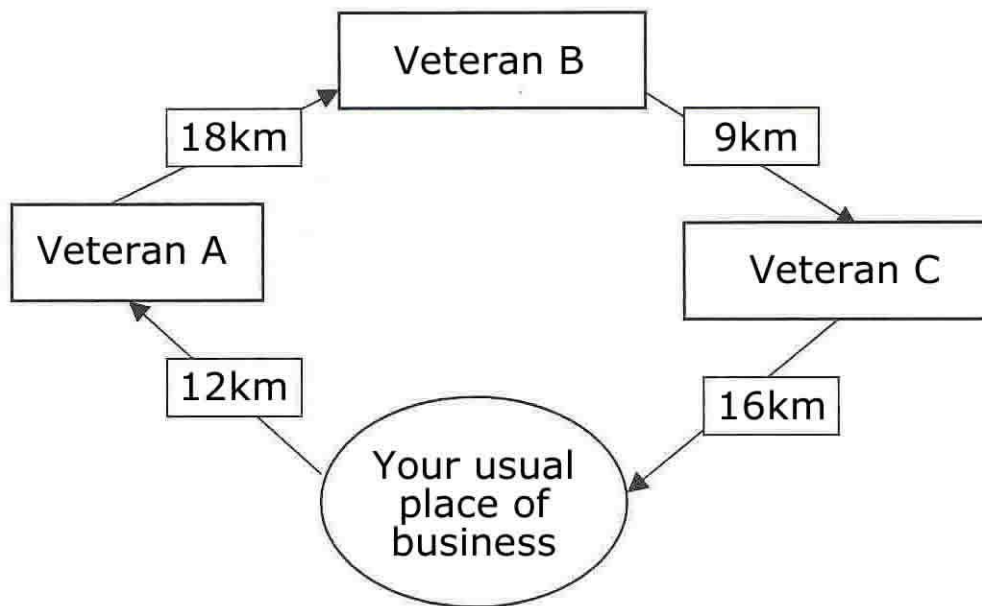 Veteran B
18km
9km
Veteran A
Veteran C
12km
16km
Your usual
place of
business